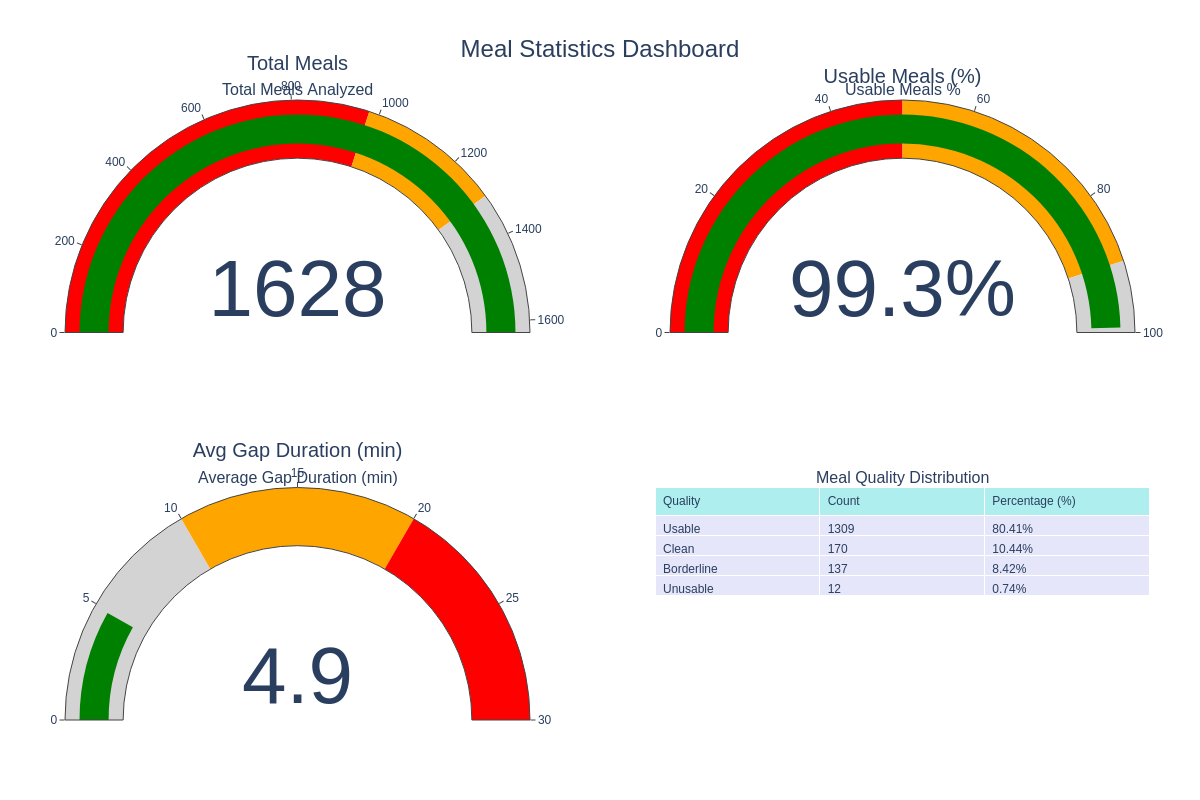 Meal Statistics Dashboard
Total Meals
Total Meals Analyzed
0
200
400
600
800
1000
1200
1400
1600
1628
Usable Meals (%)
Usable Meals %
0
20
40
60
80
100
99.3%
Avg Gap Duration (min)
Average Gap Duration (min)
0
5
10
15
20
25
30
4.9
Meal Quality Distribution
Quality Count Percentage (%)
Usable 1309 80.41%
Clean 170 10.44%
Borderline 137 8.42%
Unusable 12 0.74%